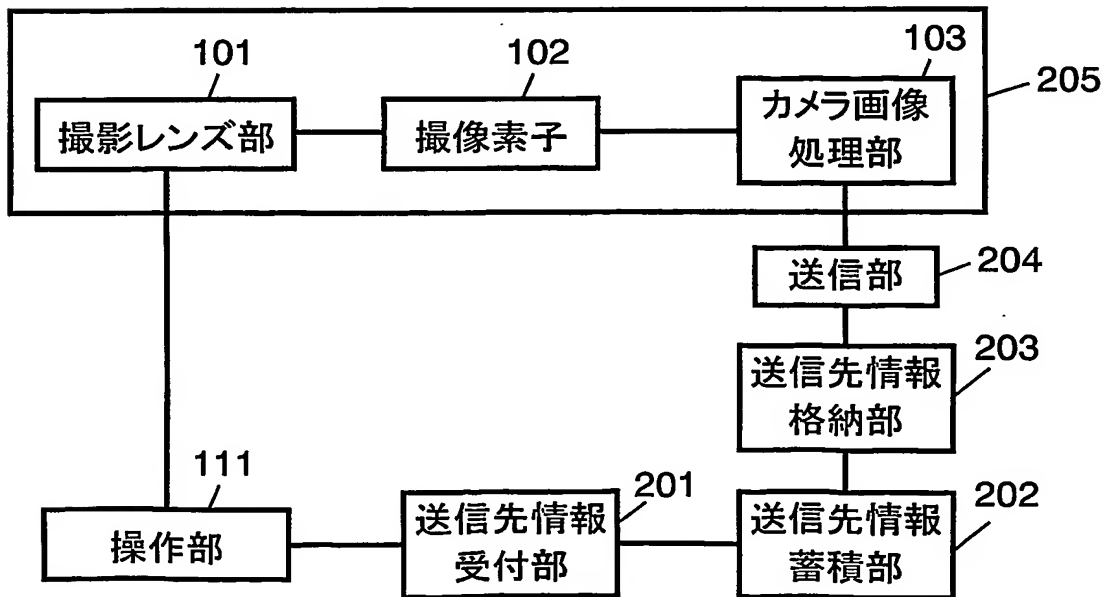 101
102
103
205
撮影レンズ部
撮像素子
カメラ画像
処理部
送信部
204
送信先情報
格納部
203
111
操作部
201
送信先情報
受付部
送信先情報
蓄積部
202